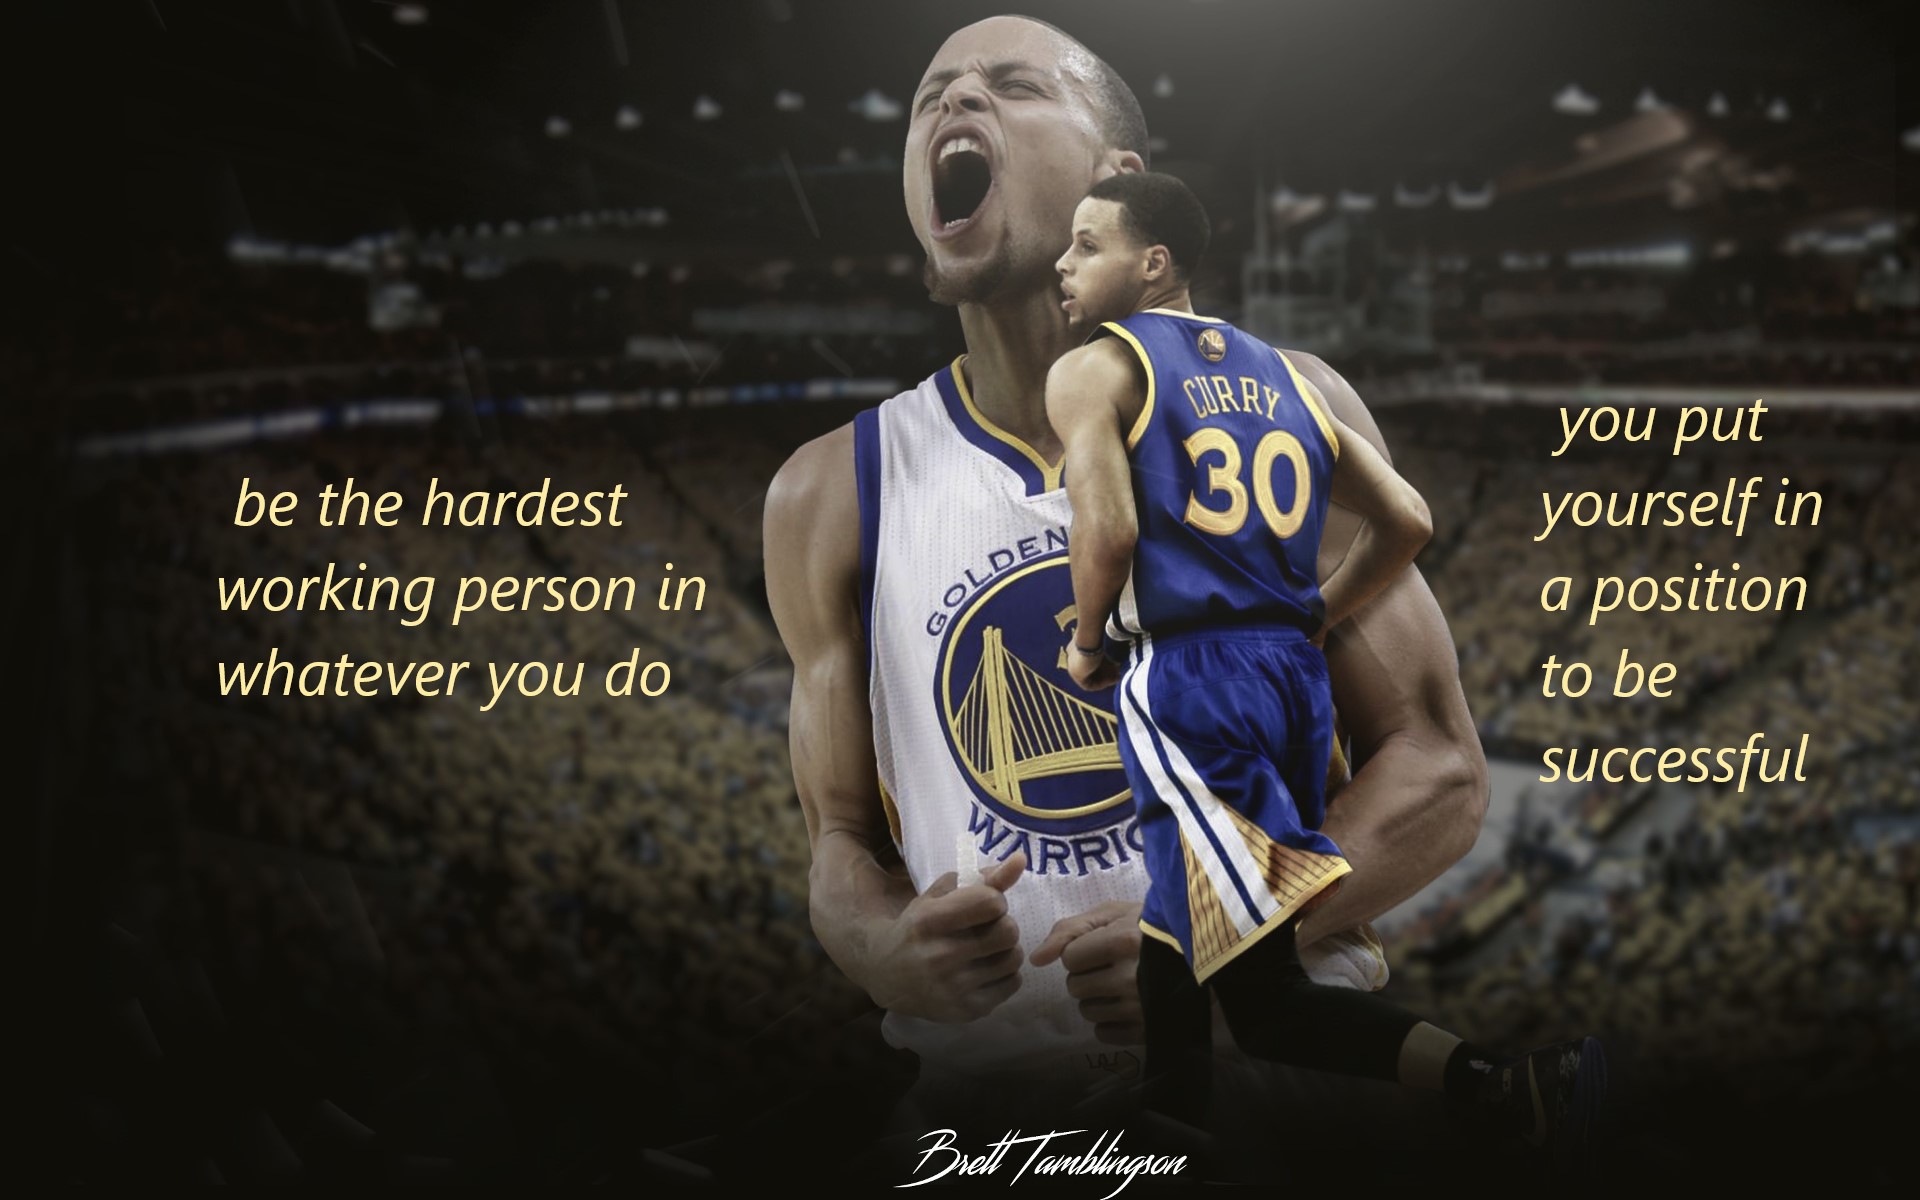 be the hardest
working person in
whatever you do
you put
yourself in
a position
to be
successful
CURRY
30
GOLDEN
WARRIO
Brett Tamblingson